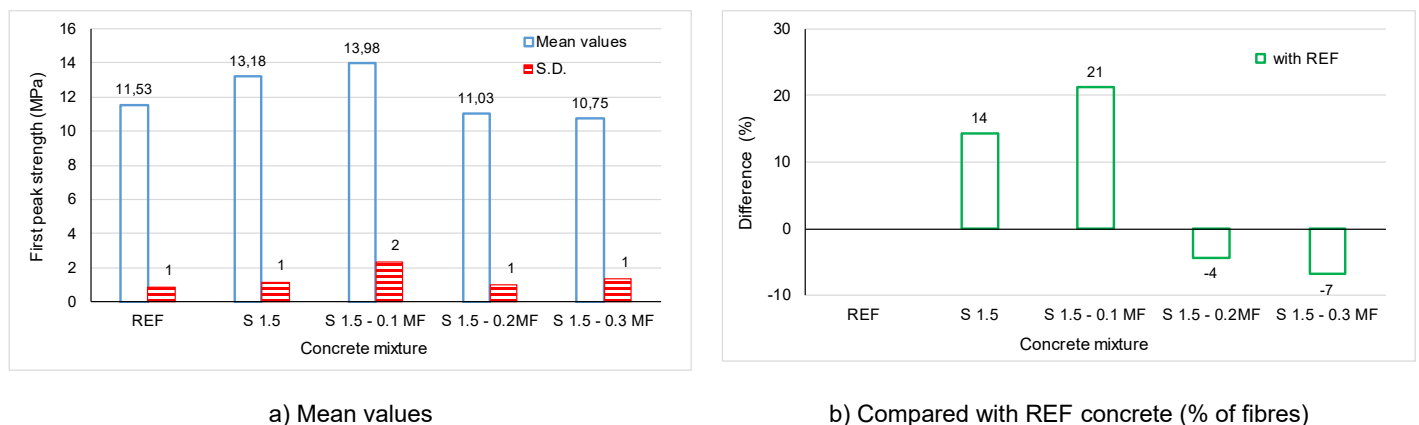 16
14
12
10
8
6
4
2
0
First peak strength (MPa)
Mean values
S.D.
11,53
13,18
13,98
11,03
10,75
1
1
2
1
1
REF
S 1.5
S 1.5 - 0.1 MF
S 1.5 - 0.2MF
S 1.5 - 0.3 MF
Concrete mixture
a) Mean values
30
20
10
0
-10
Difference (%)
with REF
14
21
-4
-7
REF
S 1.5
S 1.5 - 0.1 MF
S 1.5 - 0.2MF
S 1.5 - 0.3 MF
Concrete mixture
b) Compared with REF concrete (% of fibres)